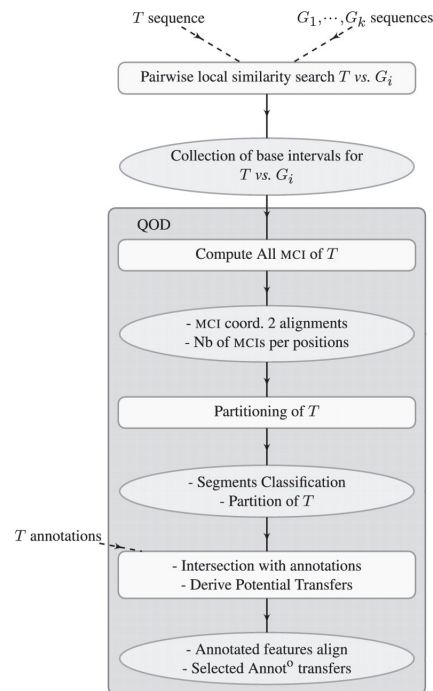 T sequence
G₁,⋯,Gₖ sequences
Pairwise local similarity search T vs. Gᵢ
Collection of base intervals for
T vs. Gᵢ
QOD
Compute All MCI of T
- MCI coord. 2 alignments
- Nb of MCIs per positions
Partitioning of T
- Segments Classification
- Partition of T
T annotations
- Intersection with annotations
- Derive Potential Transfers
- Annotated features align
- Selected Annotᵒ transfers